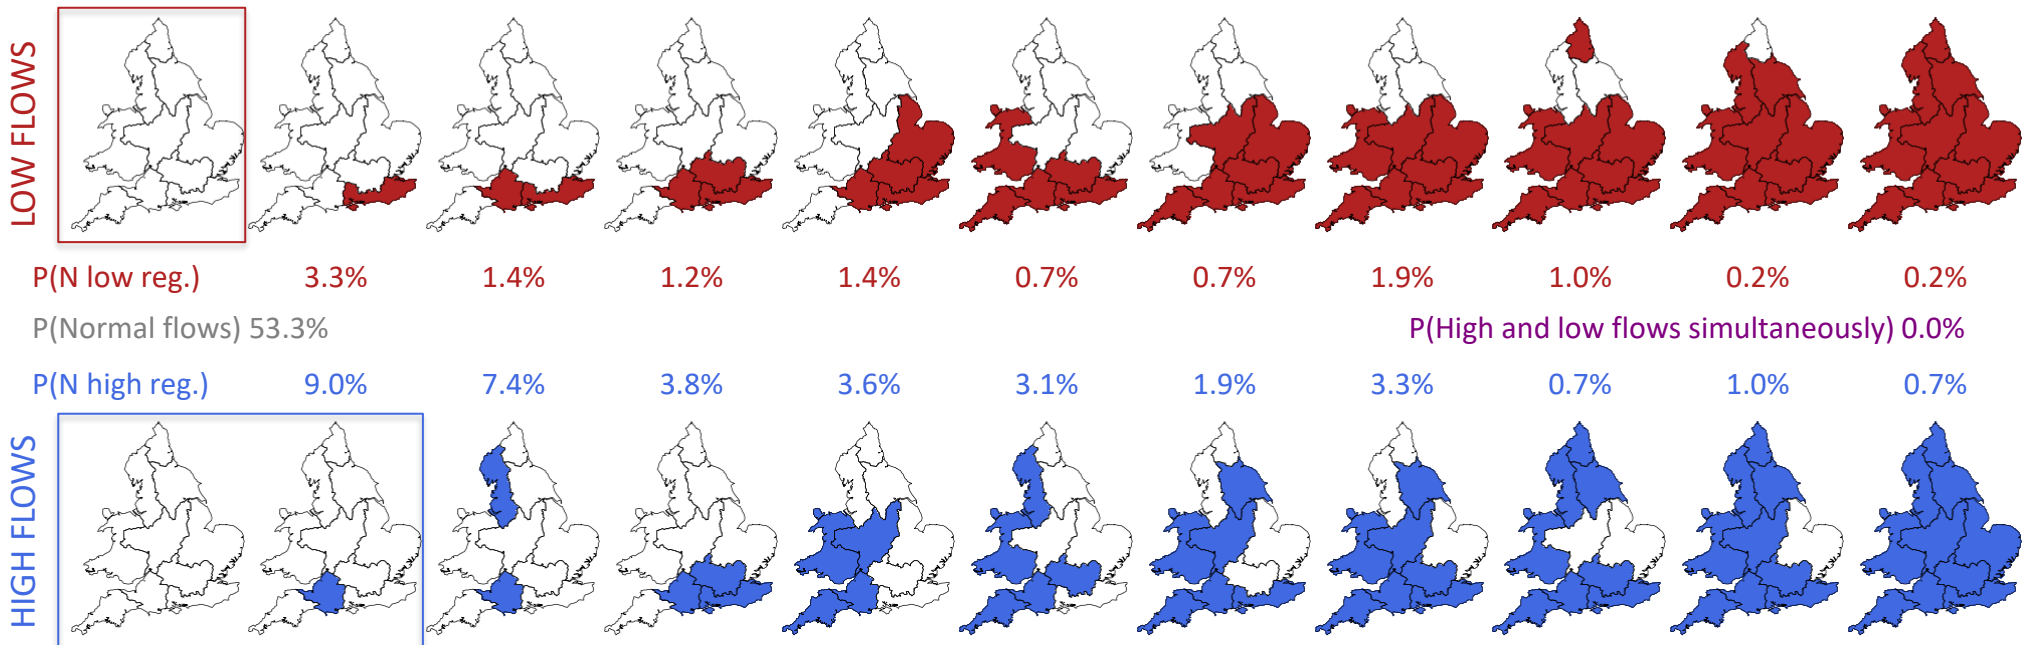 LOW FLOWS
P(N low reg.) 3.3% 1.4% 1.2% 1.4% 0.7% 0.7% 1.9% 1.0% 0.2% 0.2%
P(Normal flows) 53.3% P(High and low flows simultaneously) 0.0%
P(N high reg.) 9.0% 7.4% 3.8% 3.6% 3.1% 1.9% 3.3% 0.7% 1.0% 0.7%
HIGH FLOWS